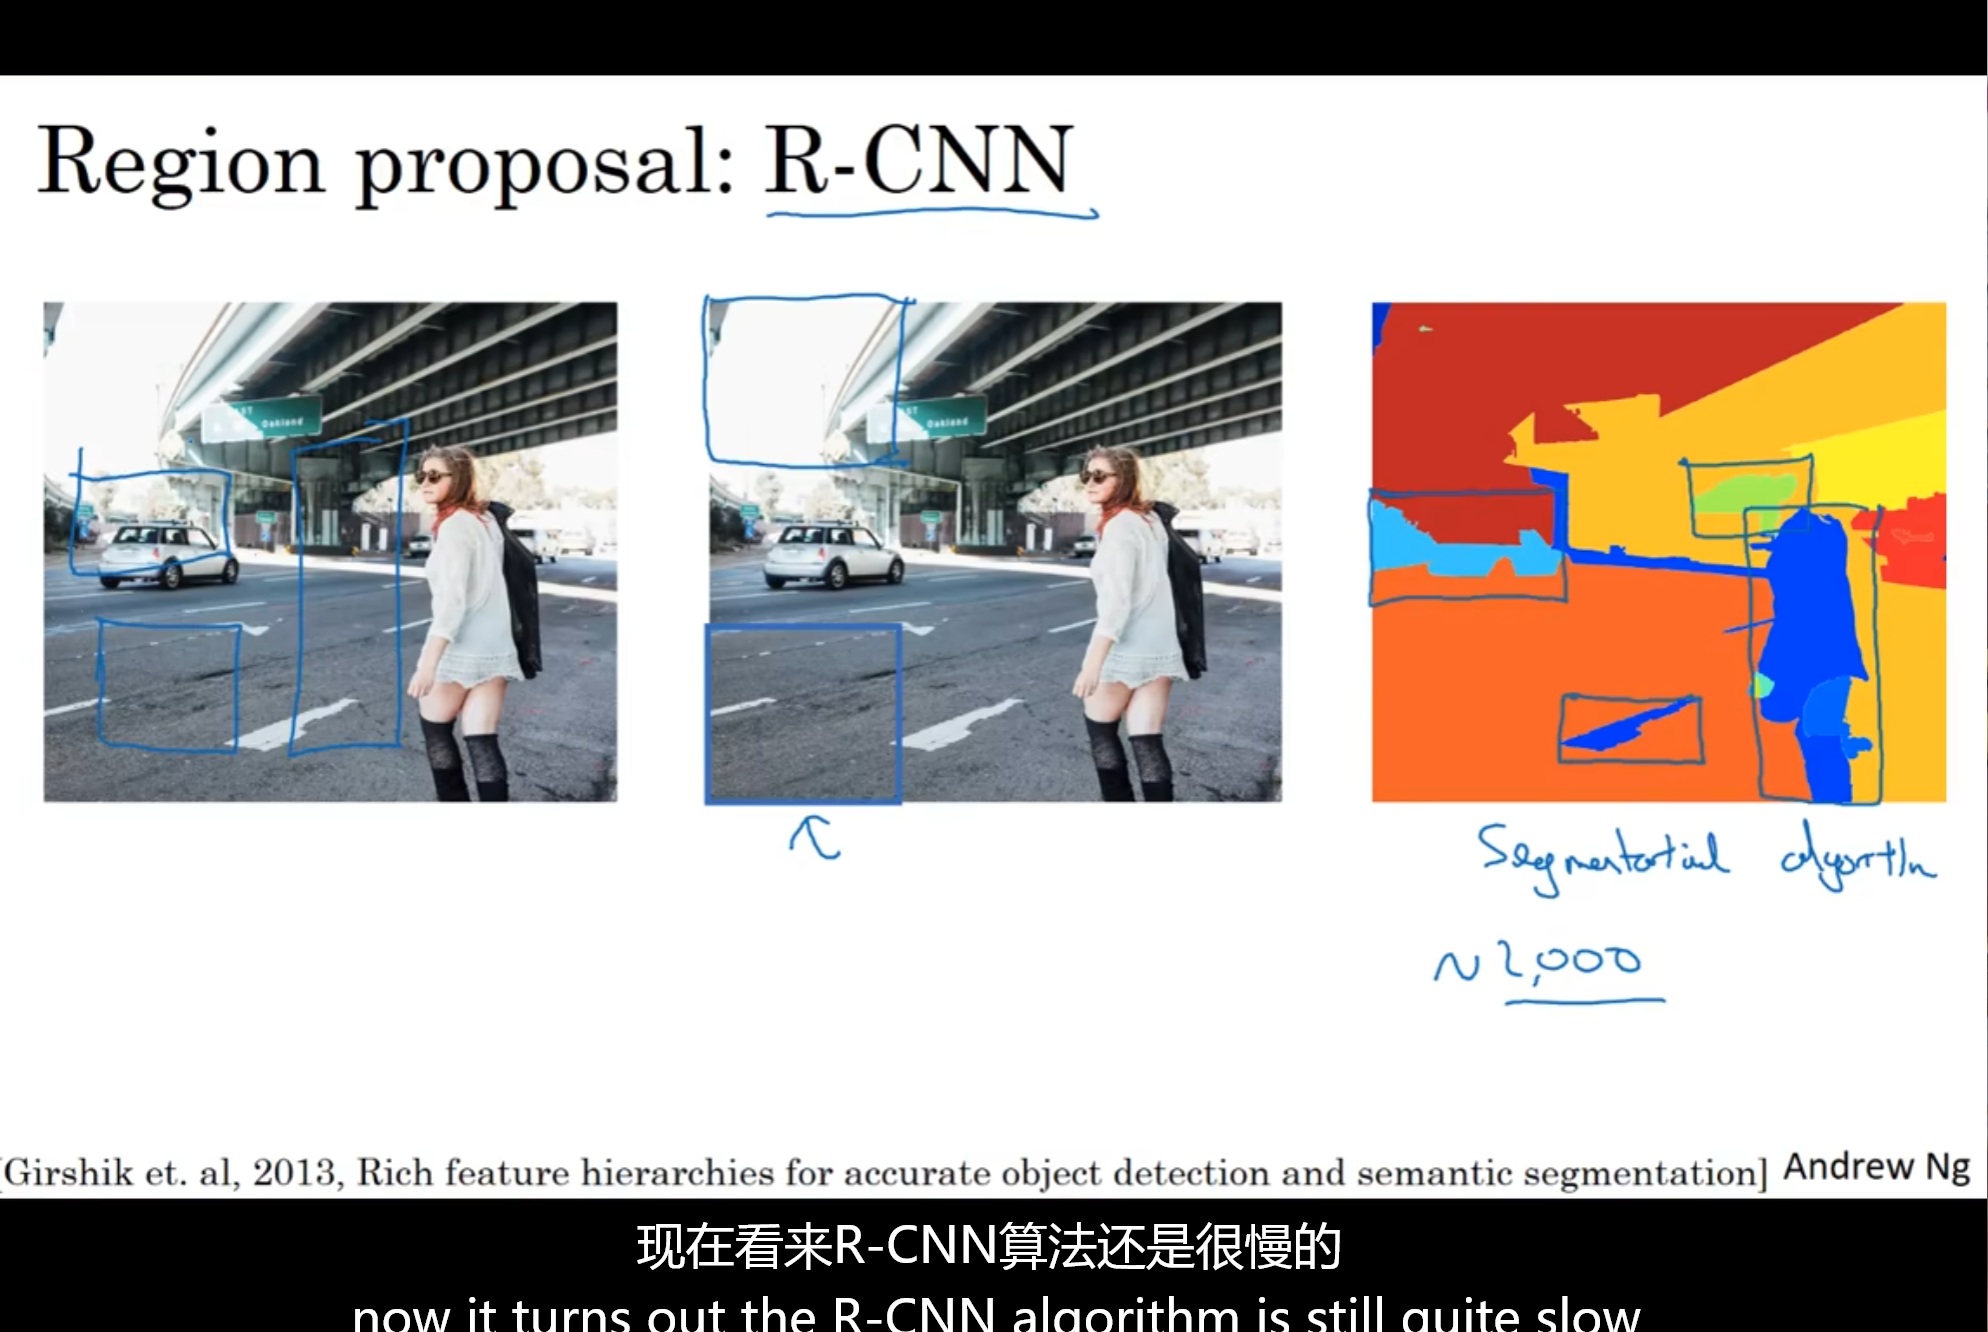 Region proposal: R-CNN
ST
Oakland
ST
Oakland
~2,000
[Girshik et. al, 2013, Rich feature hierarchies for accurate object detection and semantic segmentation]
Andrew Ng
现在看来R-CNN算法还是很慢的
now it turns out the R-CNN algorithm is still quite slow